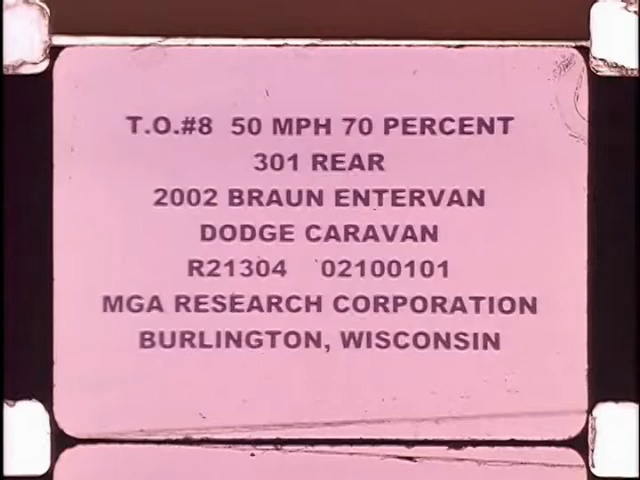 T.O.#8 50 MPH 70 PERCENT
301 REAR
2002 BRAUN ENTERVAN
DODGE CARAVAN
R21304 02100101
MGA RESEARCH CORPORATION
BURLINGTON, WISCONSIN